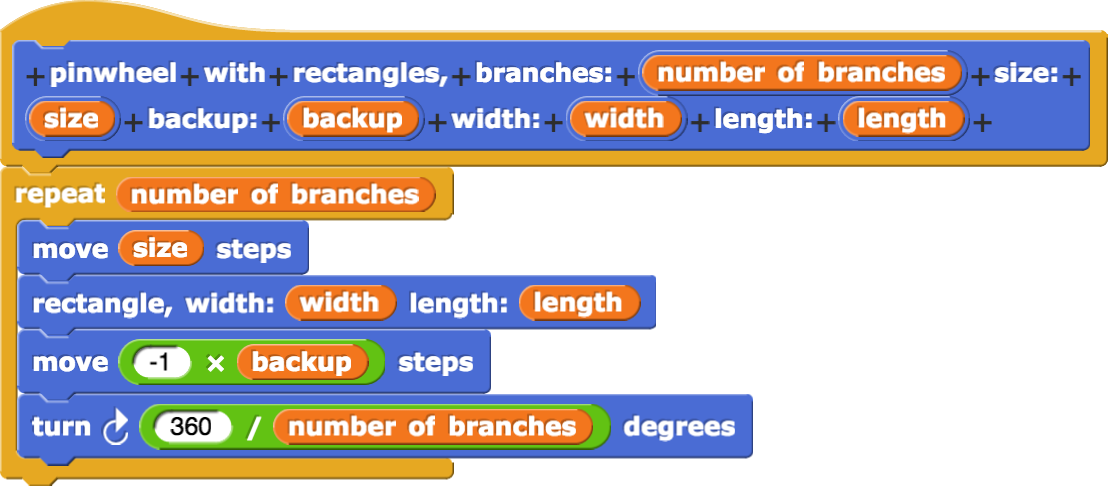 + pinwheel + with + rectangles, + branches: + number of branches + size: +
size + backup: + backup + width: + width + length: + length +
repeat number of branches
move size steps
rectangle, width: width length: length
move -1 × backup steps
turn 360 / number of branches degrees